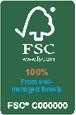 FSC
www.fsc.org
100%
From well-
managed forests
FSC® C000000